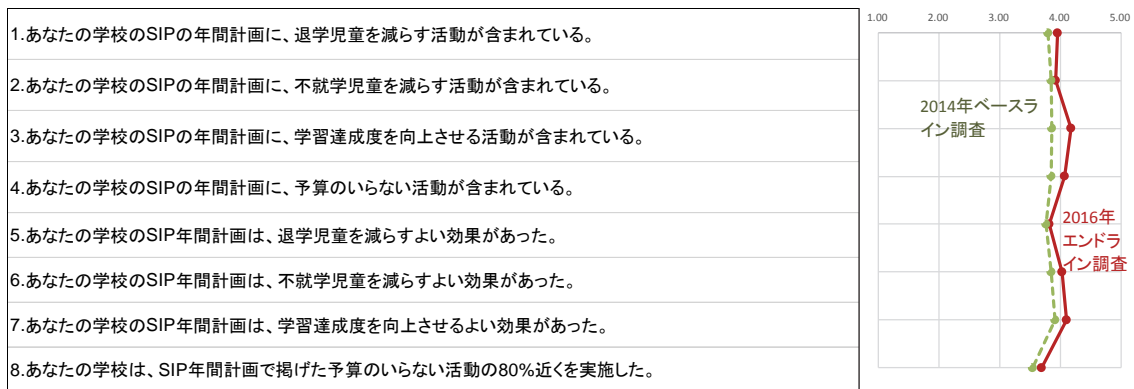 1.00 2.00 3.00 4.00 5.00
1.あなたの学校のSIPの年間計画に、退学児童を減らす活動が含まれている。
2.あなたの学校のSIPの年間計画に、不就学児童を減らす活動が含まれている。
3.あなたの学校のSIPの年間計画に、学習達成度を向上させる活動が含まれている。
4.あなたの学校のSIPの年間計画に、予算のいらない活動が含まれている。
5.あなたの学校のSIP年間計画は、退学児童を減らすよい効果があった。
6.あなたの学校のSIP年間計画は、不就学児童を減らすよい効果があった。
7.あなたの学校のSIP年間計画は、学習達成度を向上させるよい効果があった。
8.あなたの学校は、SIP年間計画で掲げた予算のいらない活動の80%近くを実施した。
2014年ベースラ
イン調査
2016年
エンドラ
イン調査